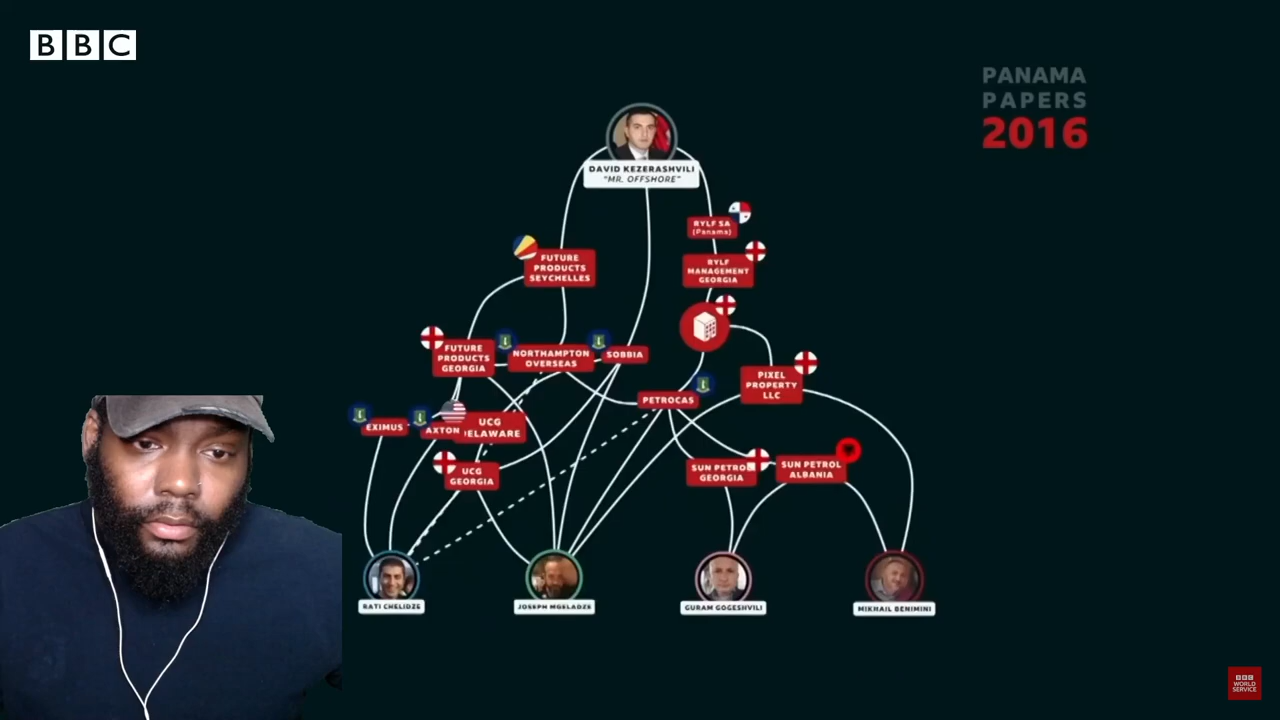 BBC
PANAMA
PAPERS
2016
DAVID KEZERASHVILI
"MR. OFFSHORE"
RYLF SA
(Panama)
FUTURE
PRODUCTS
SEYCHELLES
RYLF
MANAGEMENT
GEORGIA
FUTURE
PRODUCTS
GEORGIA
NORTHAMPTON
OVERSEAS
SOBBIA
PIXEL
PROPERTY
LLC
PETROCAS
EXIMUS
AXTON
UCG
DELAWARE
UCG
GEORGIA
SUN PETROL
GEORGIA
SUN PETROL
ALBANIA
RATI CHELIDZE
JOSEPH MGELADZE
GURAM GOGESHVILI
MIKHAIL BENIMINI
BBC
WORLD
SERVICE